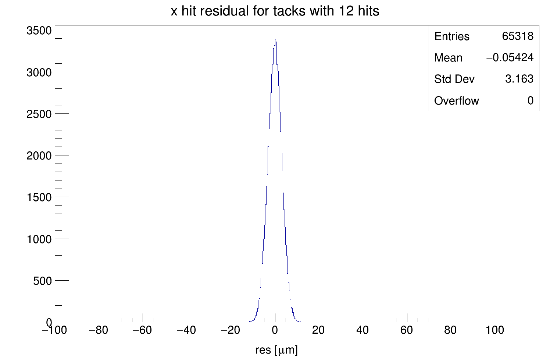 x hit residual for tacks with 12 hits
Entries 65318
Mean −0.05424
Std Dev 3.163
Overflow 0
3500
3000
2500
2000
1500
1000
500
0
−100 −80 −60 −40 −20 0 20 40 60 80 100
res [μm]